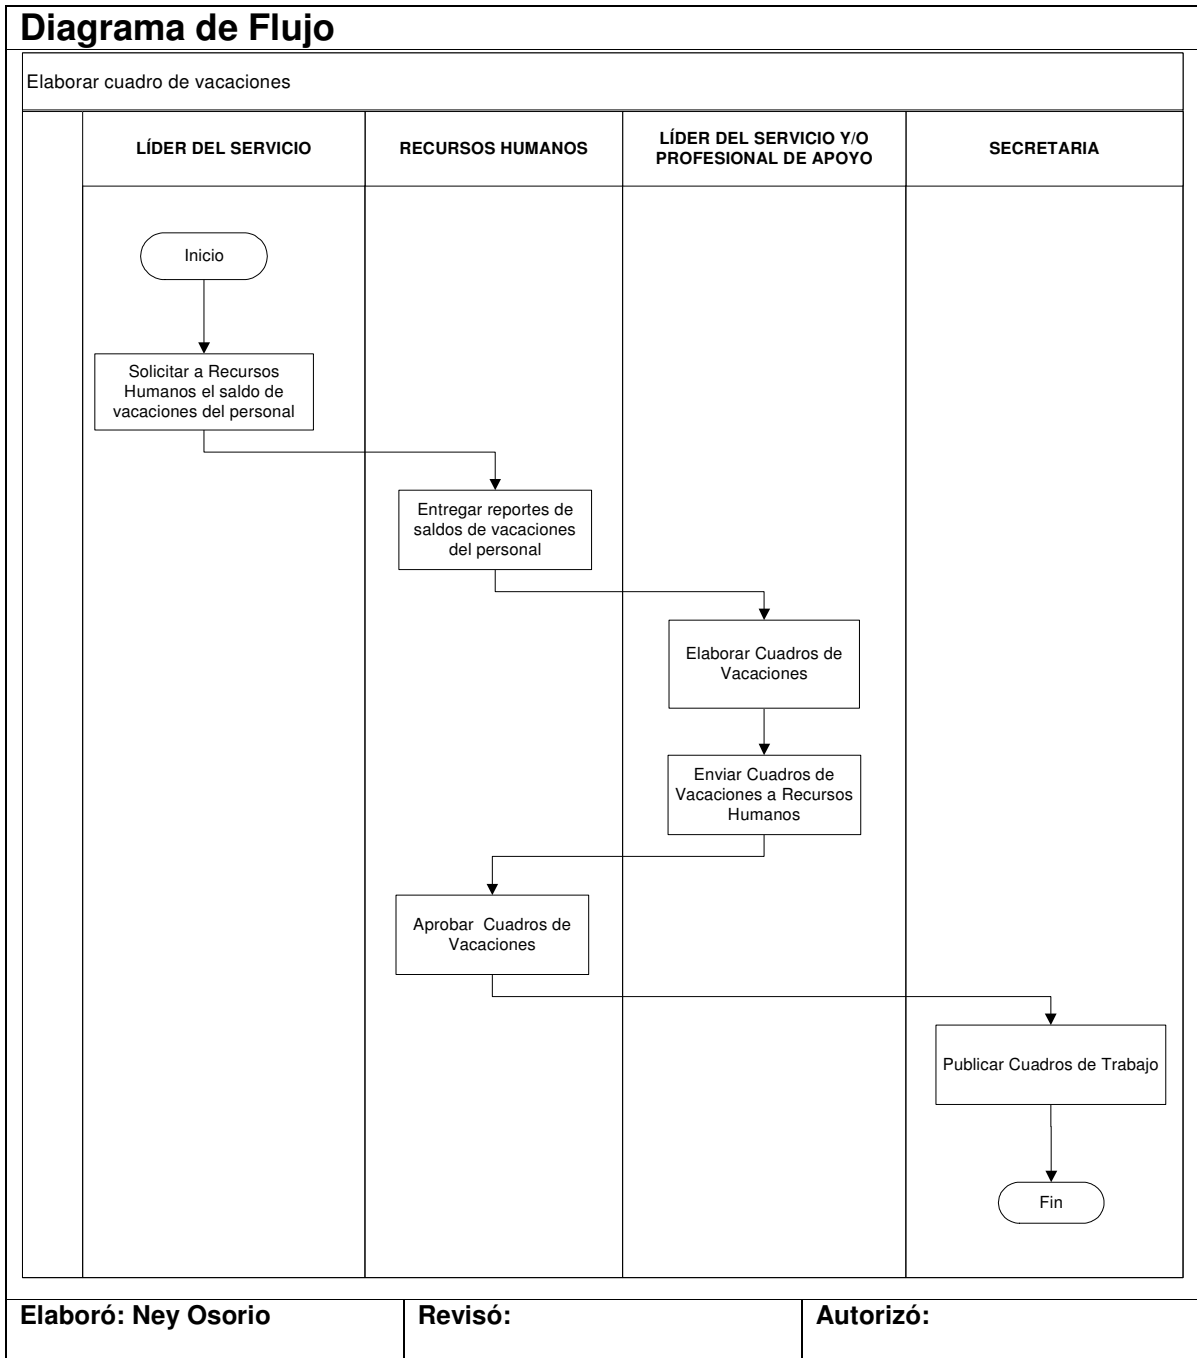 Diagrama de Flujo
Elaborar cuadro de vacaciones
LÍDER DEL SERVICIO
RECURSOS HUMANOS
LÍDER DEL SERVICIO Y/O
PROFESIONAL DE APOYO
SECRETARIA
Inicio
Solicitar a Recursos
Humanos el saldo de
vacaciones del personal
Entregar reportes de
saldos de vacaciones
del personal
Elaborar Cuadros de
Vacaciones
Enviar Cuadros de
Vacaciones a Recursos
Humanos
Aprobar  Cuadros de
Vacaciones
Publicar Cuadros de Trabajo
Fin
Elaboró: Ney Osorio
Revisó:
Autorizó: